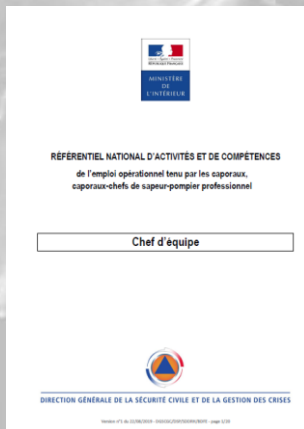 MINISTÈRE
DE
L'INTÉRIEUR
RÉFÉRENTIEL NATIONAL D'ACTIVITÉS ET DE COMPÉTENCES
de l'emploi opérationnel tenu par les caporaux,
caporaux-chefs de sapeur-pompier professionnel
Chef d'équipe
DIRECTION GÉNÉRALE DE LA SÉCURITÉ CIVILE ET DE LA GESTION DES CRISES